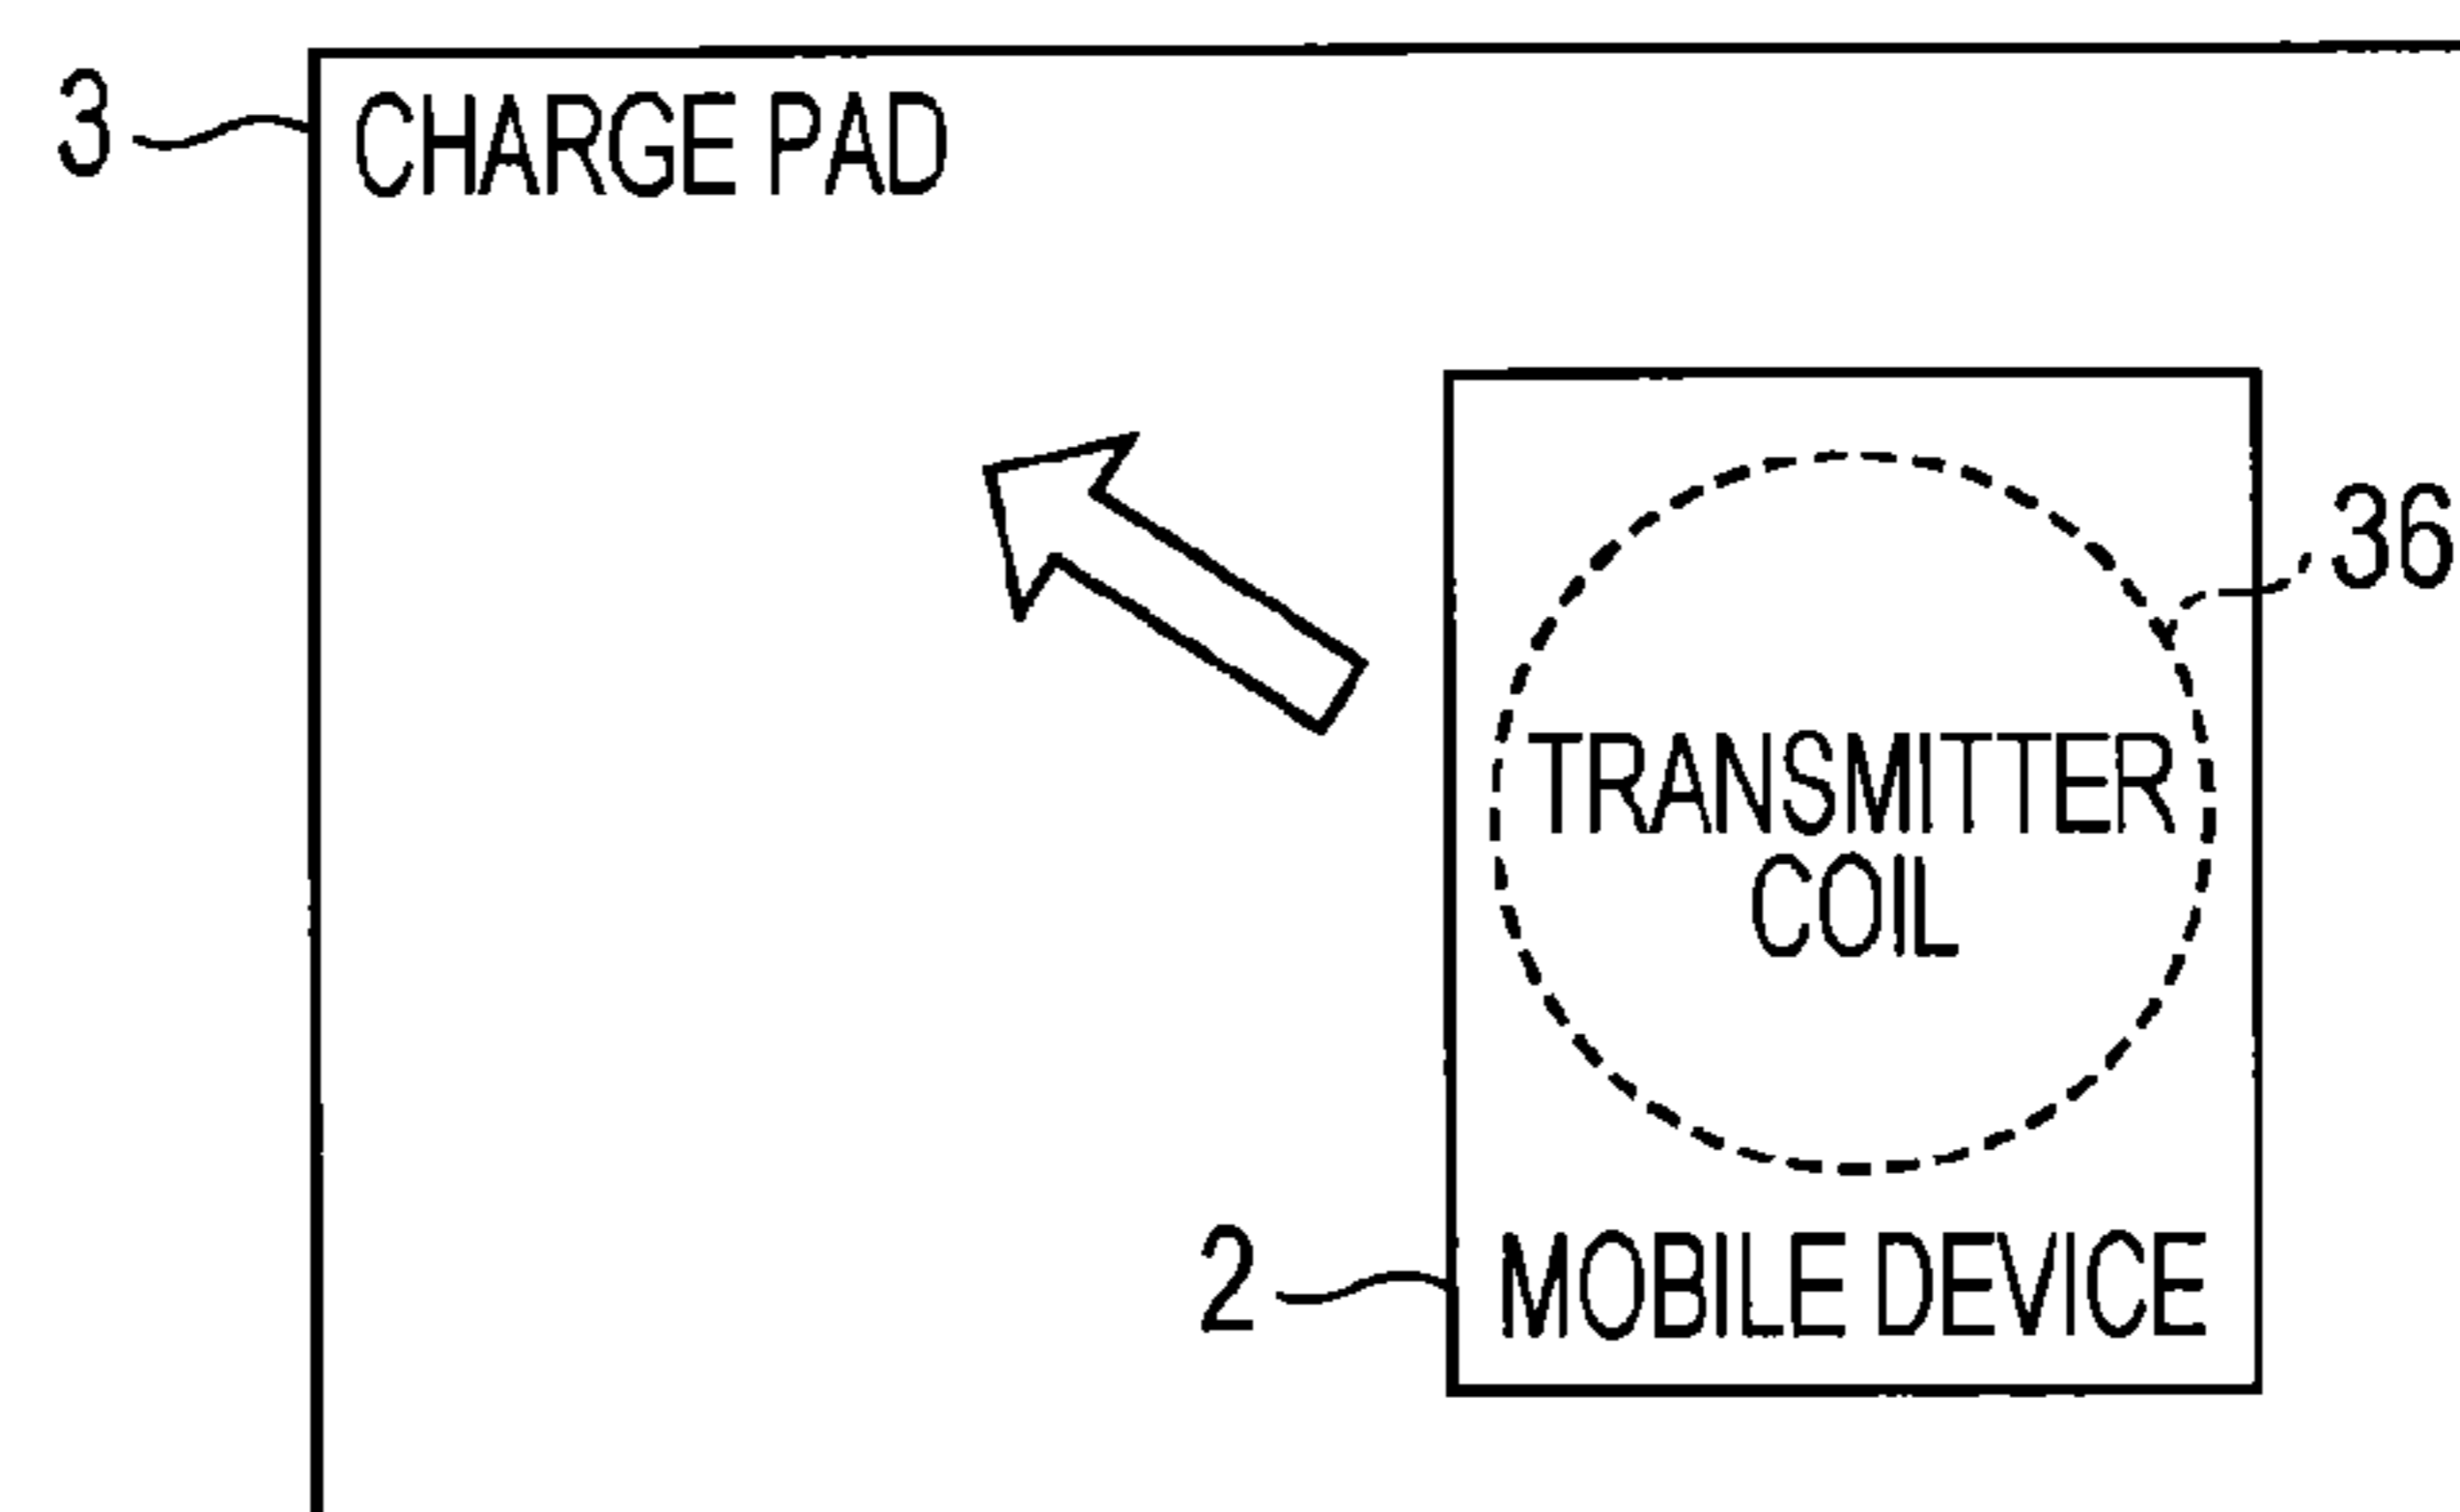 3
CHARGE PAD
36
TRANSMITTER
COIL
2
MOBILE DEVICE